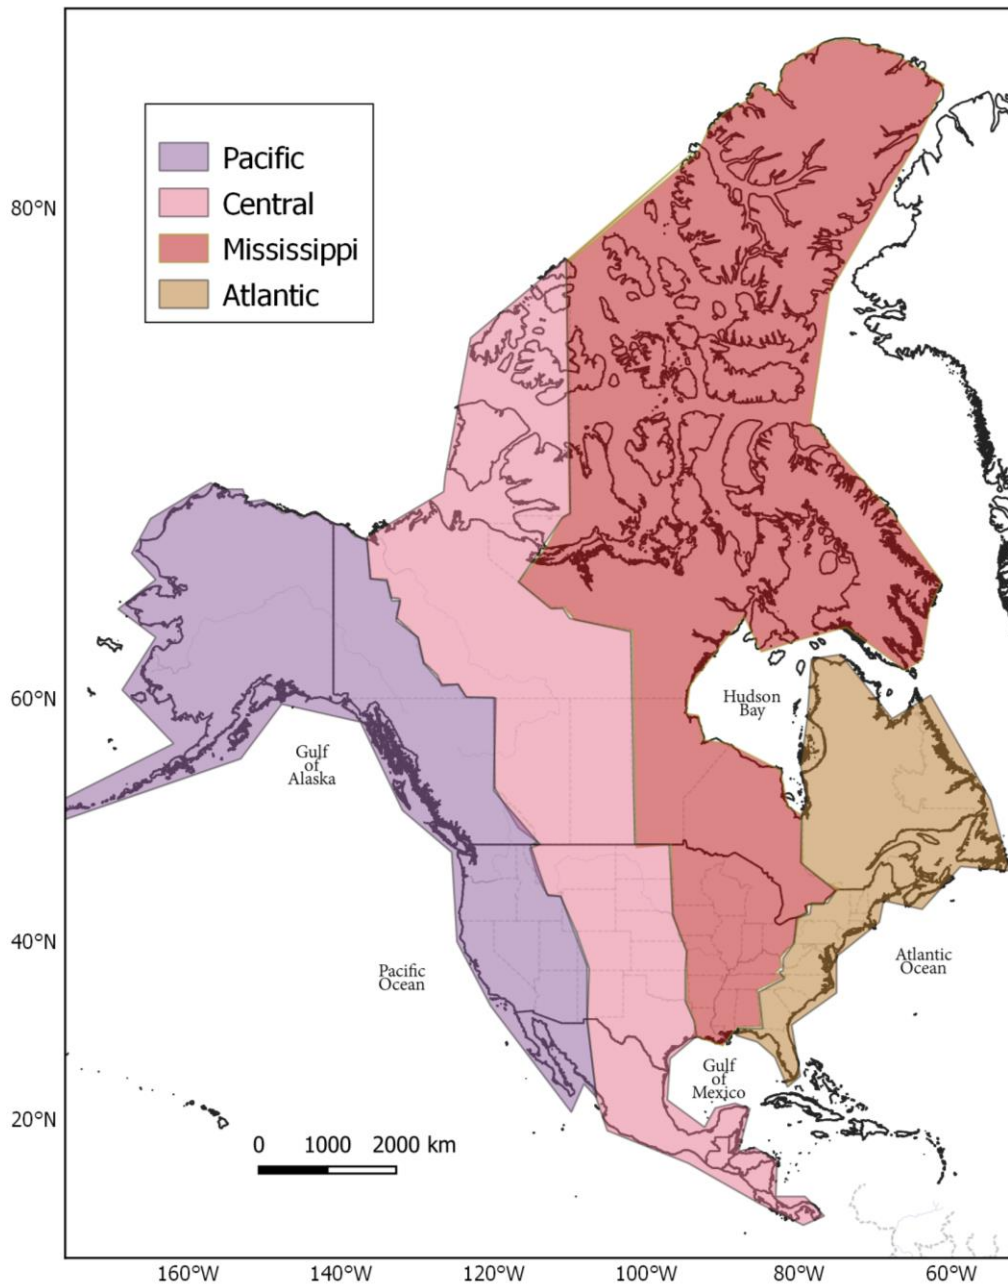 Pacific
Central
Mississippi
Atlantic
80°N
60°N
40°N
20°N
Hudson
Bay
Gulf
of
Alaska
Pacific
Ocean
Atlantic
Ocean
Gulf
of
Mexico
0 1000 2000 km
160°W 140°W 120°W 100°W 80°W 60°W